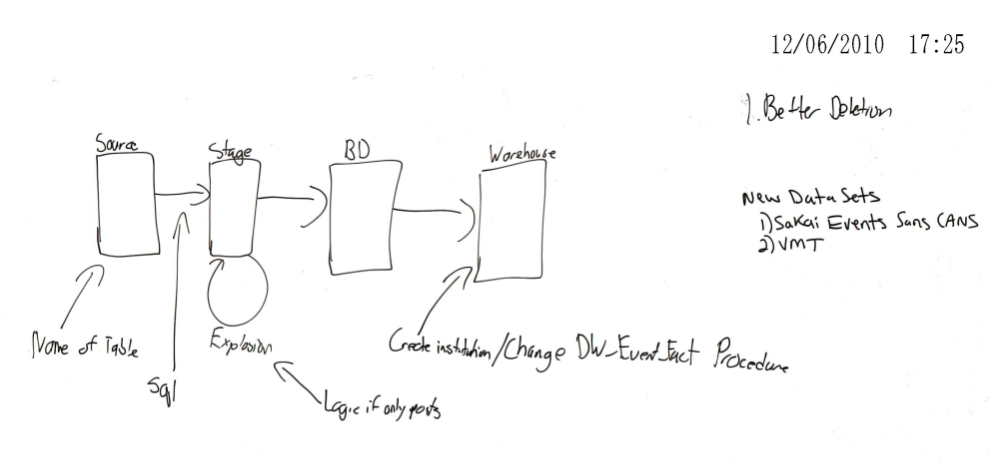 12/06/2010 17:25
1. Better Deletion
Source
Stage
BD
Warehouse
New Data Sets
1) Sakai Events Sans CANS
2) VMT
Name of Table
Explosion
Create institution/Change DW_Event_Fact Procedure
Sql
Logic if only posts